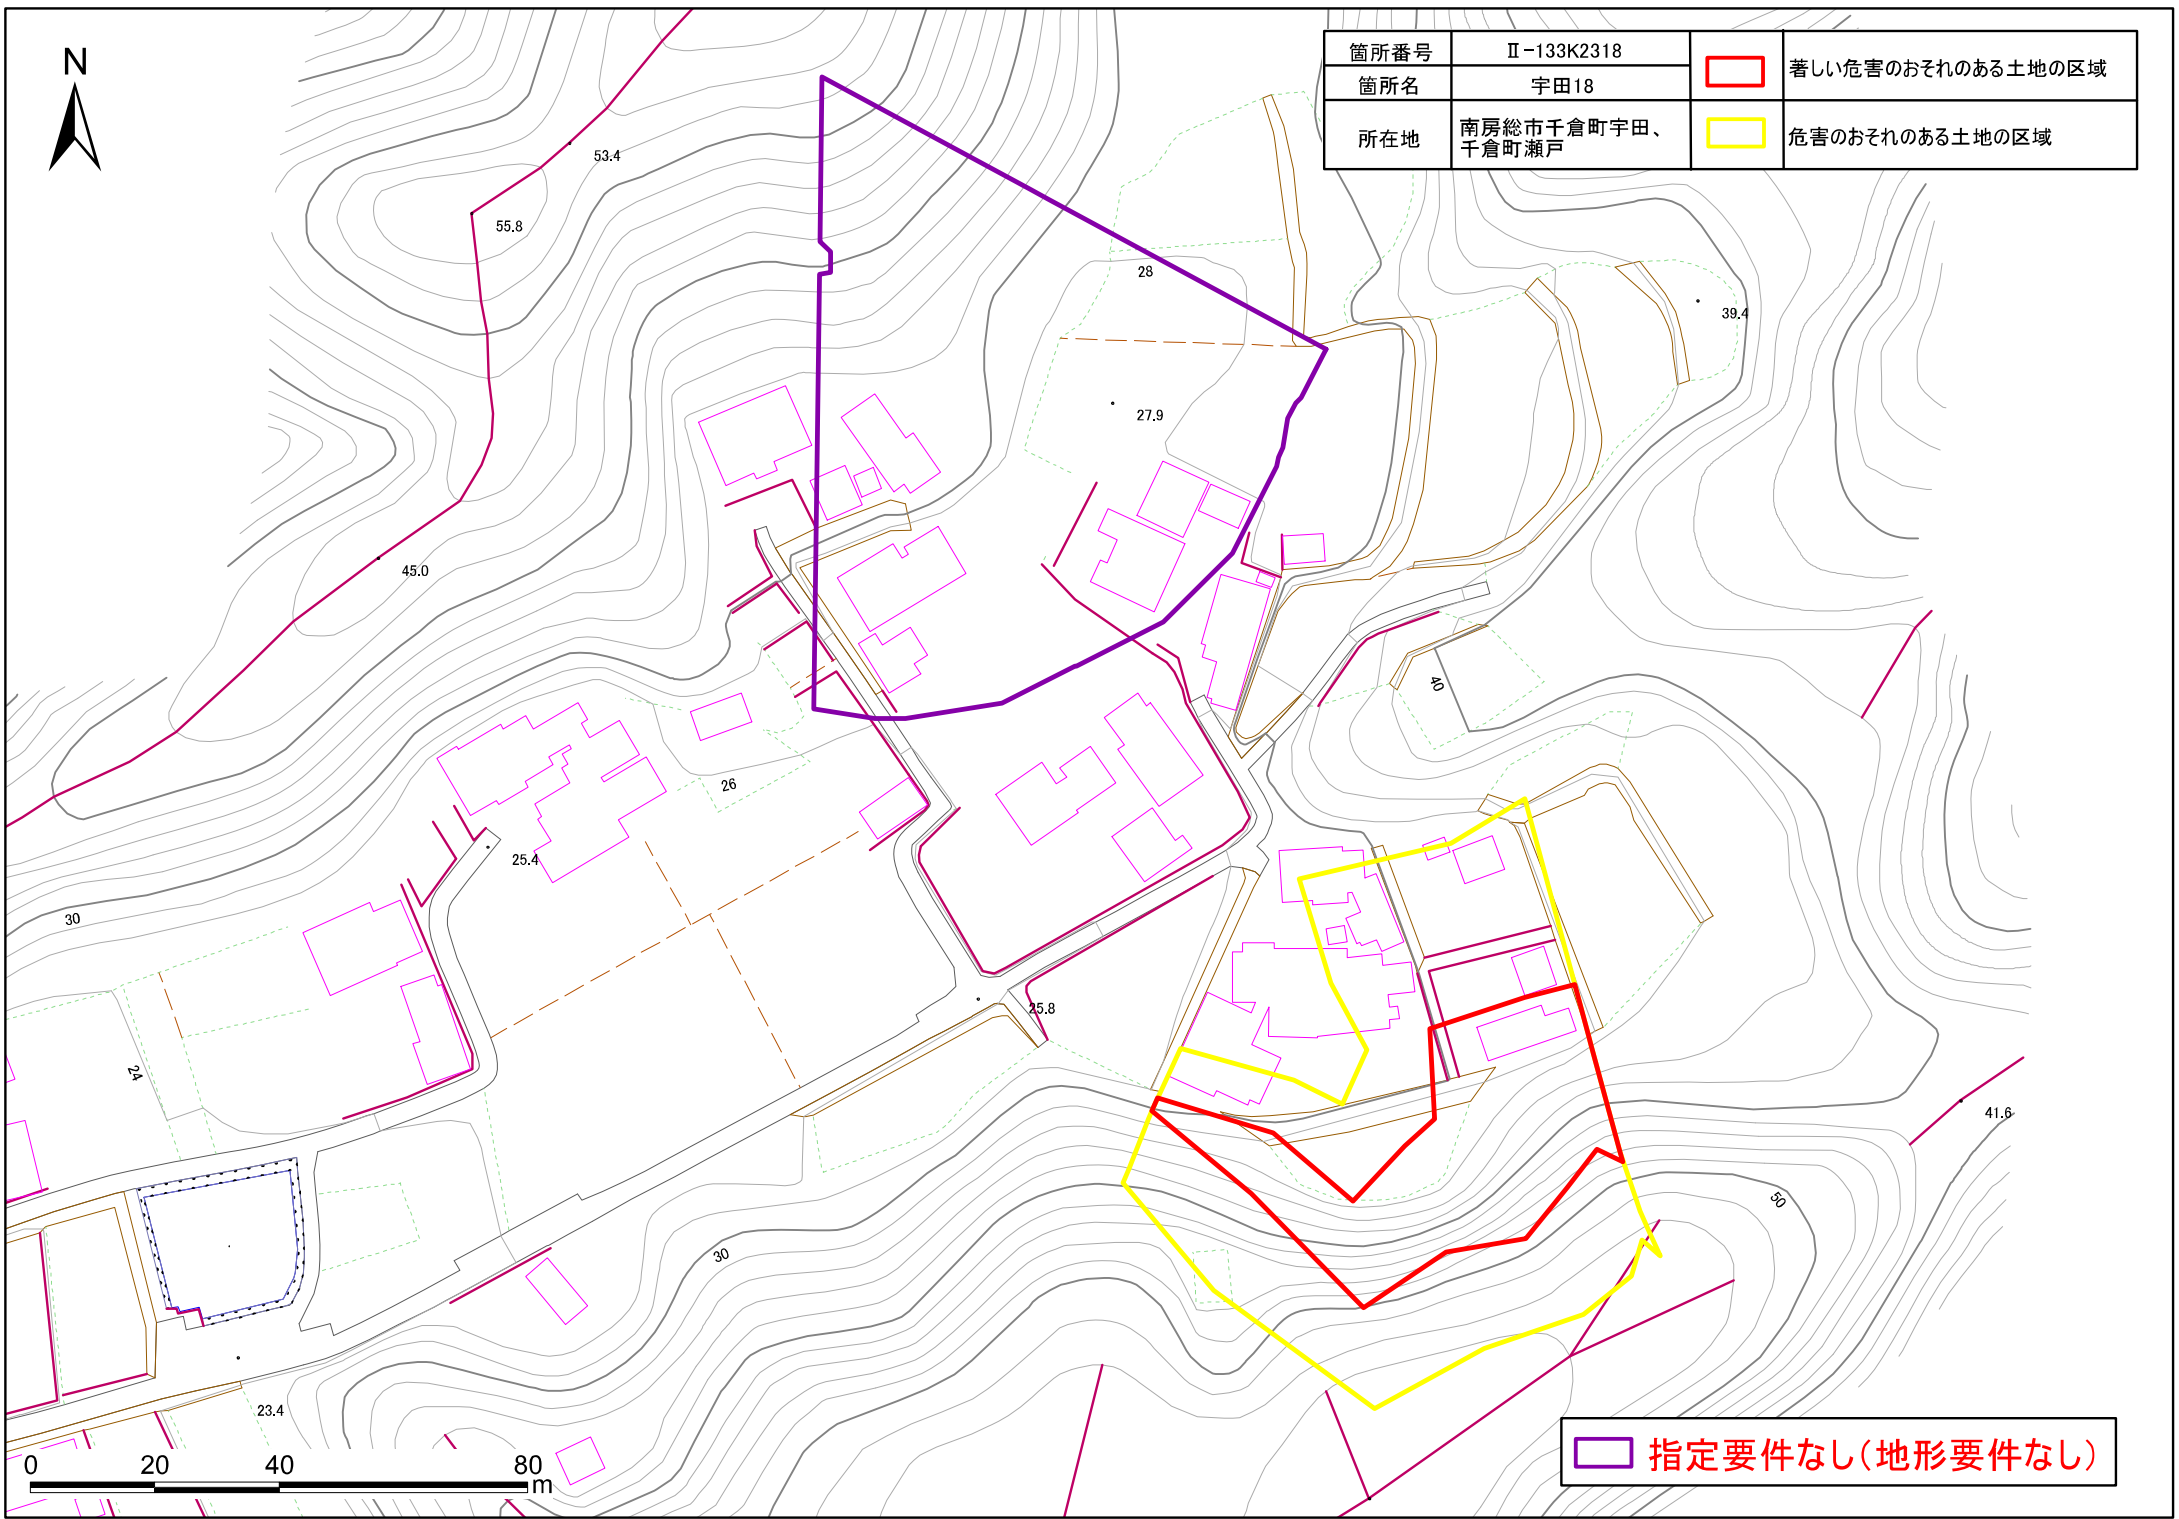 N
箇所番号
Ⅱ-133K2318
著しい危害のおそれのある土地の区域
箇所名
宇田18
所在地
南房総市千倉町宇田、
千倉町瀬戸
危害のおそれのある土地の区域
53.4
55.8
28
39.4
27.9
45.0
40
26
25.4
30
25.8
24
41.6
50
30
23.4
指定要件なし(地形要件なし)
0 20 40 80
m